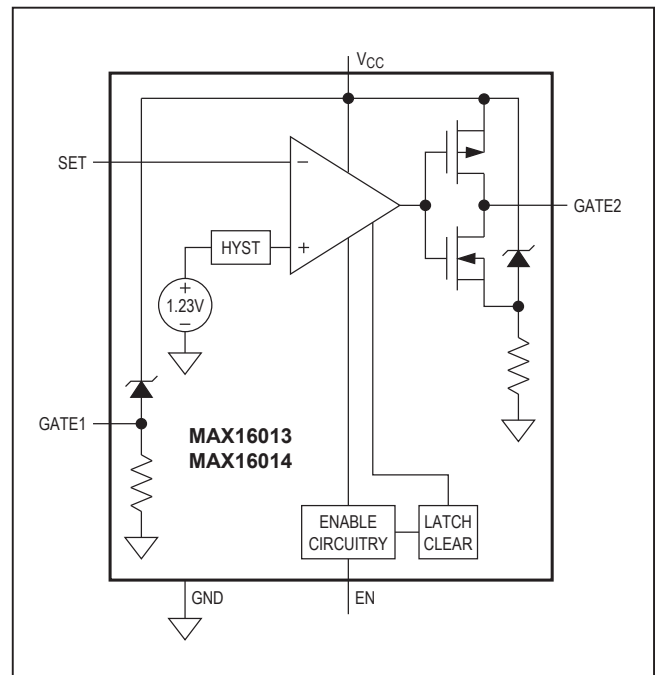 VCC
SET
−
GATE2
HYST
+
+
1.23V
−
GATE1
MAX16013
MAX16014
ENABLE
CIRCUITRY
LATCH
CLEAR
GND
EN